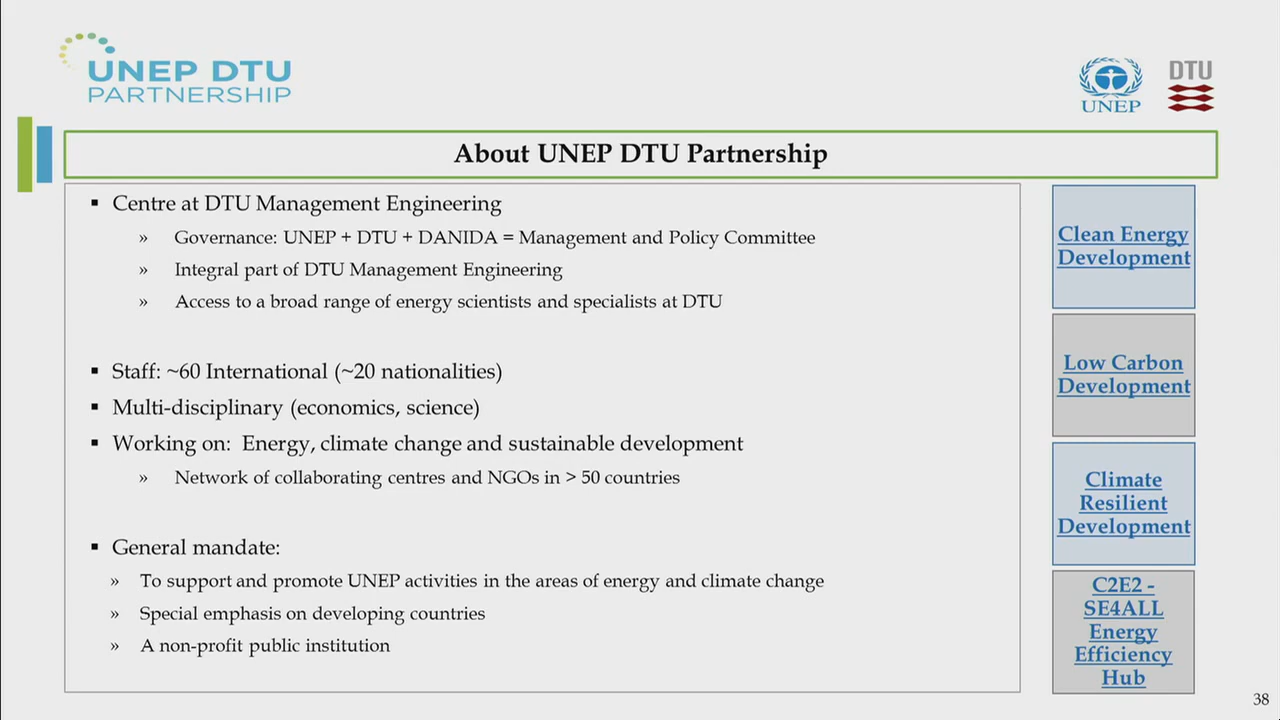 UNEP DTU
PARTNERSHIP
UNEP
DTU
About UNEP DTU Partnership
▪ Centre at DTU Management Engineering
» Governance: UNEP + DTU + DANIDA = Management and Policy Committee
» Integral part of DTU Management Engineering
» Access to a broad range of energy scientists and specialists at DTU
▪ Staff: ~60 International (~20 nationalities)
▪ Multi-disciplinary (economics, science)
▪ Working on: Energy, climate change and sustainable development
» Network of collaborating centres and NGOs in > 50 countries
▪ General mandate:
» To support and promote UNEP activities in the areas of energy and climate change
» Special emphasis on developing countries
» A non-profit public institution
Clean Energy
Development
Low Carbon
Development
Climate
Resilient
Development
C2E2 -
SE4ALL
Energy
Efficiency
Hub
38